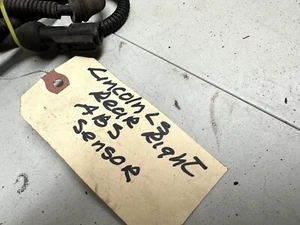 Lincoln LS
Rear Right
ABS
Sensor